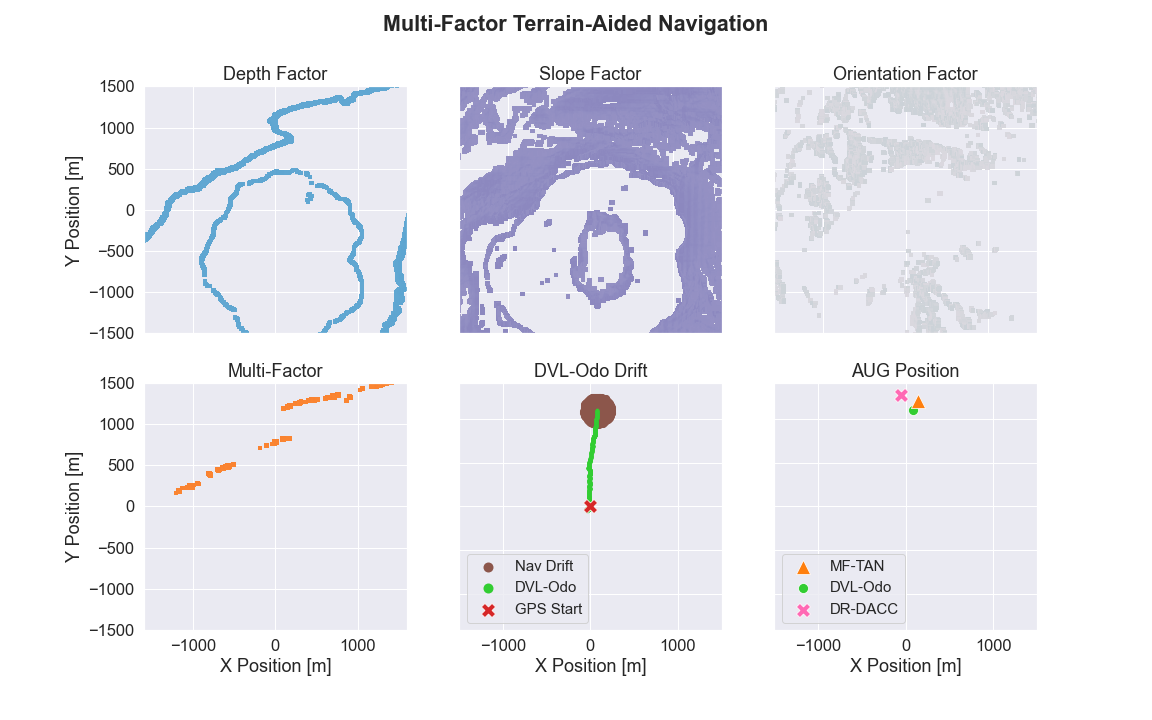 Multi-Factor Terrain-Aided Navigation
Depth Factor
Slope Factor
Orientation Factor
1500
1000
500
0
−500
−1000
−1500
Y Position [m]
Multi-Factor
DVL-Odo Drift
AUG Position
1500
1000
500
0
−500
−1000
−1500
Y Position [m]
Nav Drift
DVL-Odo
GPS Start
MF-TAN
DVL-Odo
DR-DACC
−1000 0 1000
−1000 0 1000
−1000 0 1000
X Position [m]
X Position [m]
X Position [m]